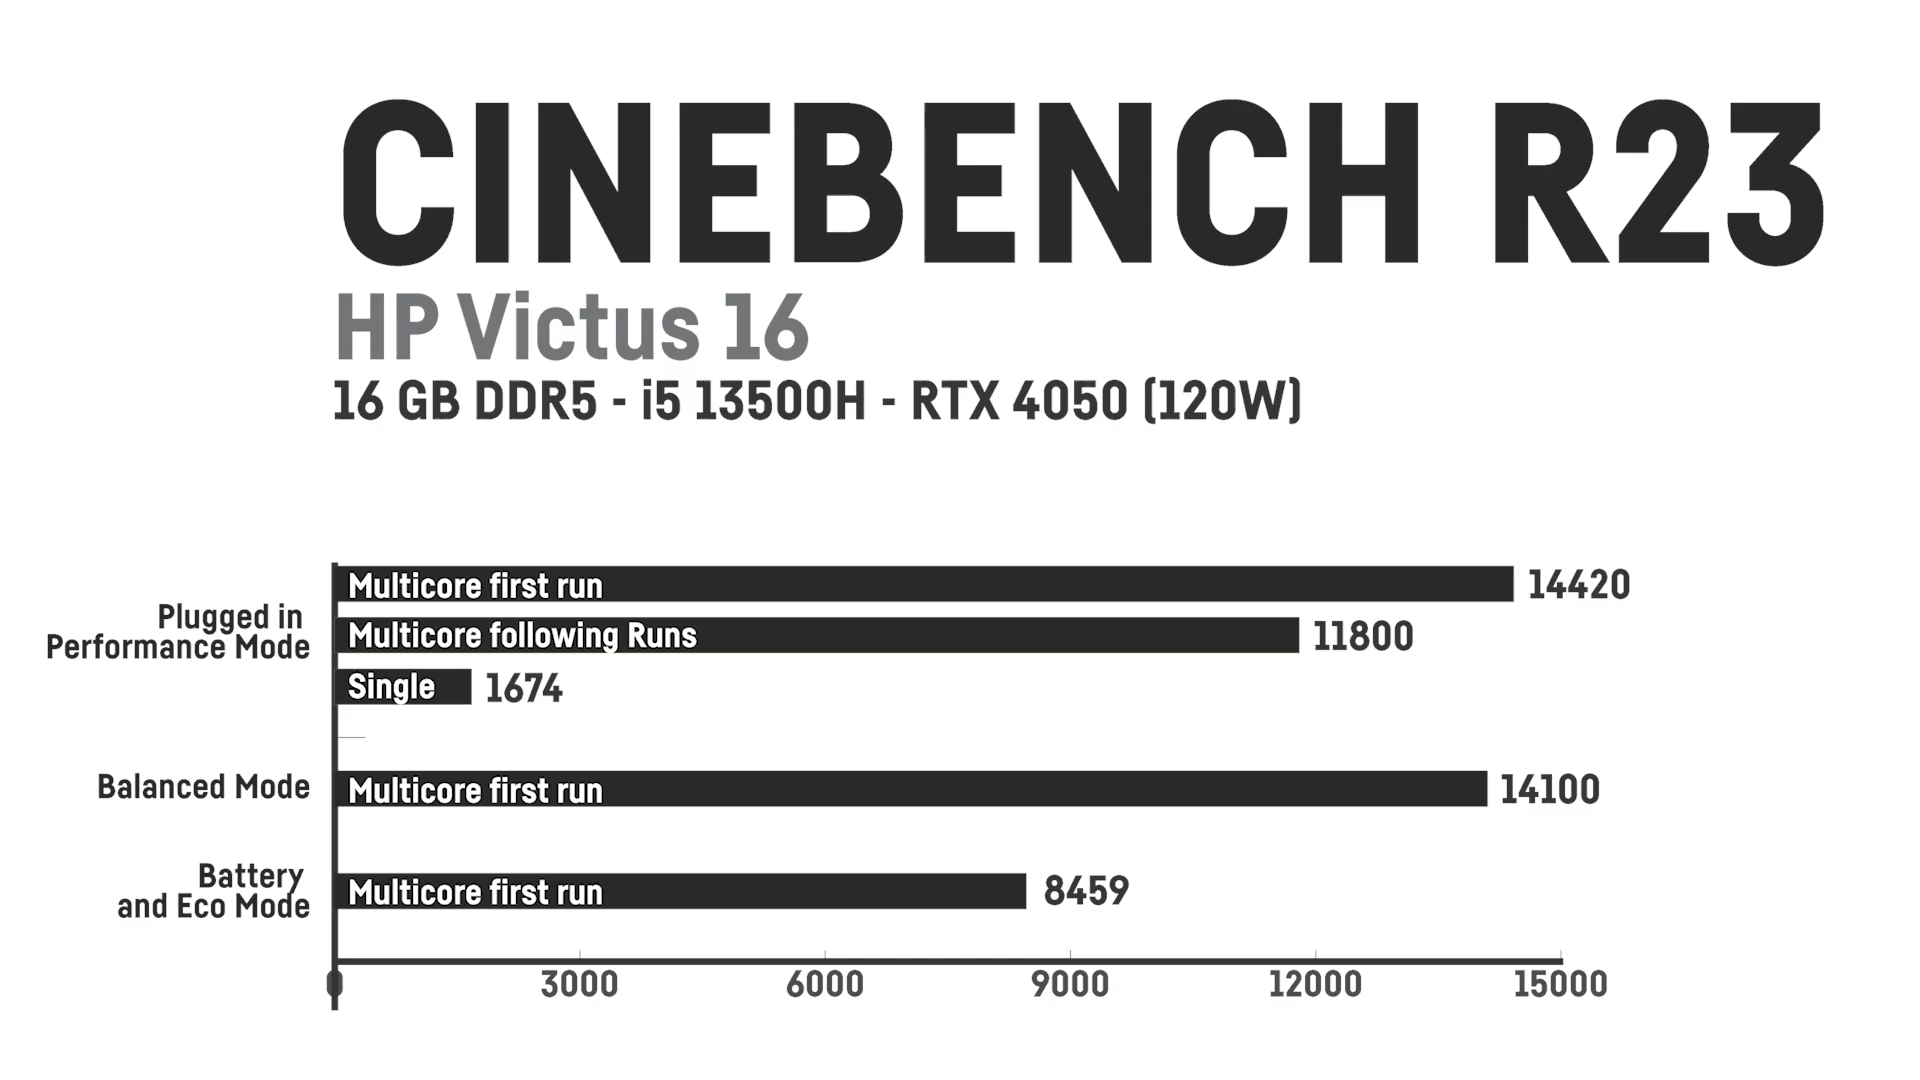 CINEBENCH R23
HP Victus 16
16 GB DDR5 - i5 13500H - RTX 4050 (120W)
Plugged in
Performance Mode
Multicore first run 14420
Multicore following Runs 11800
Single 1674
Balanced Mode
Multicore first run 14100
Battery
and Eco Mode
Multicore first run 8459
0 3000 6000 9000 12000 15000